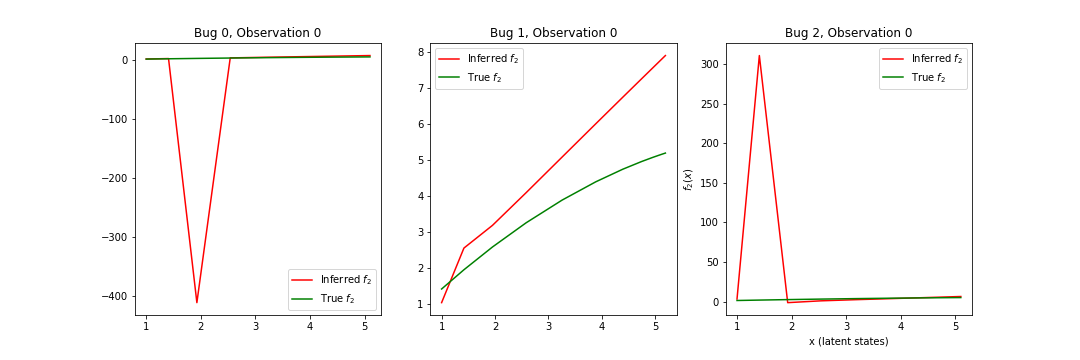 Bug 0, Observation 0
0
−100
−200
−300
−400
1 2 3 4 5
Inferred f₂
True f₂
Bug 1, Observation 0
8
7
6
5
4
3
2
1
1 2 3 4 5
Inferred f₂
True f₂
Bug 2, Observation 0
f₂(x)
300
250
200
150
100
50
0
1 2 3 4 5
x (latent states)
Inferred f₂
True f₂